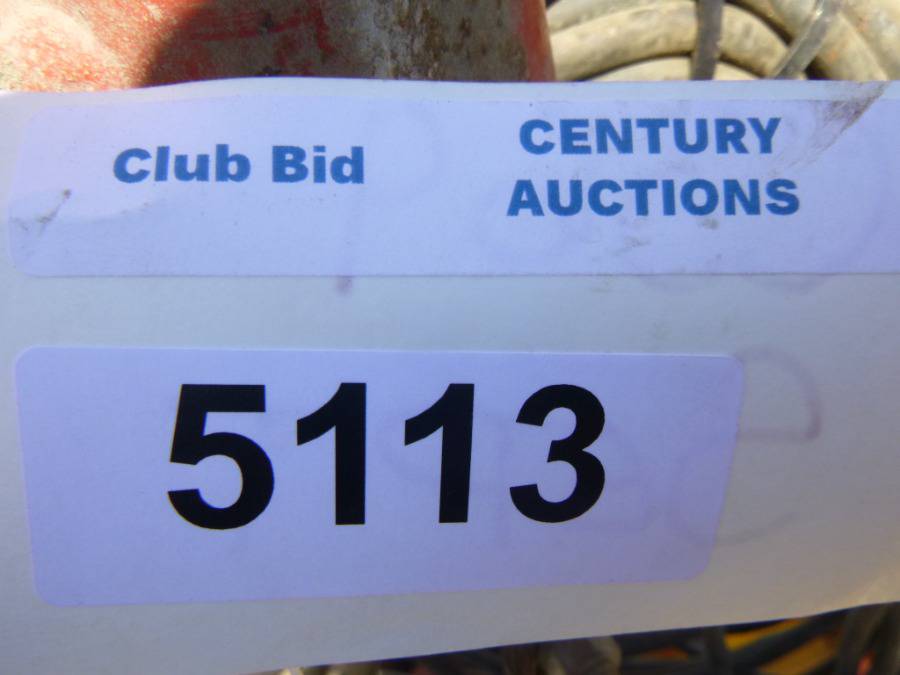 Club Bid
CENTURY
AUCTIONS
5113